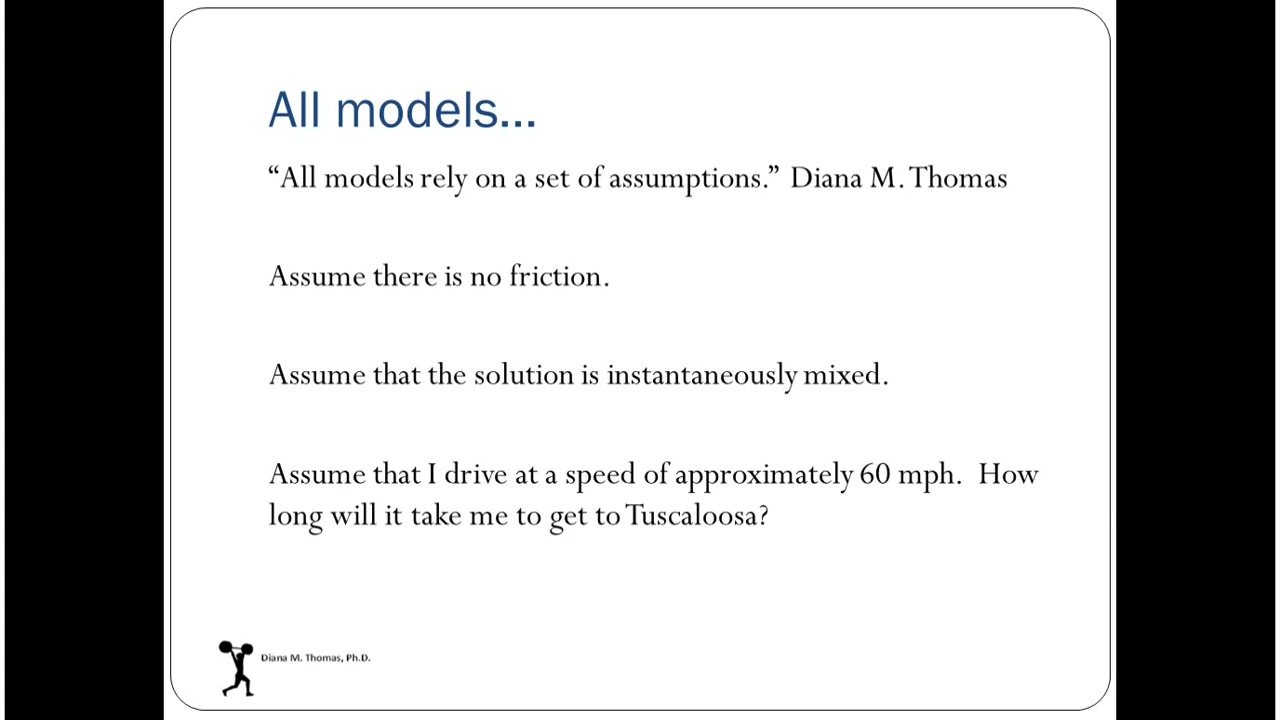 All models...
“All models rely on a set of assumptions.” Diana M. Thomas
Assume there is no friction.
Assume that the solution is instantaneously mixed.
Assume that I drive at a speed of approximately 60 mph.  How
long will it take me to get to Tuscaloosa?
Diana M. Thomas, Ph.D.